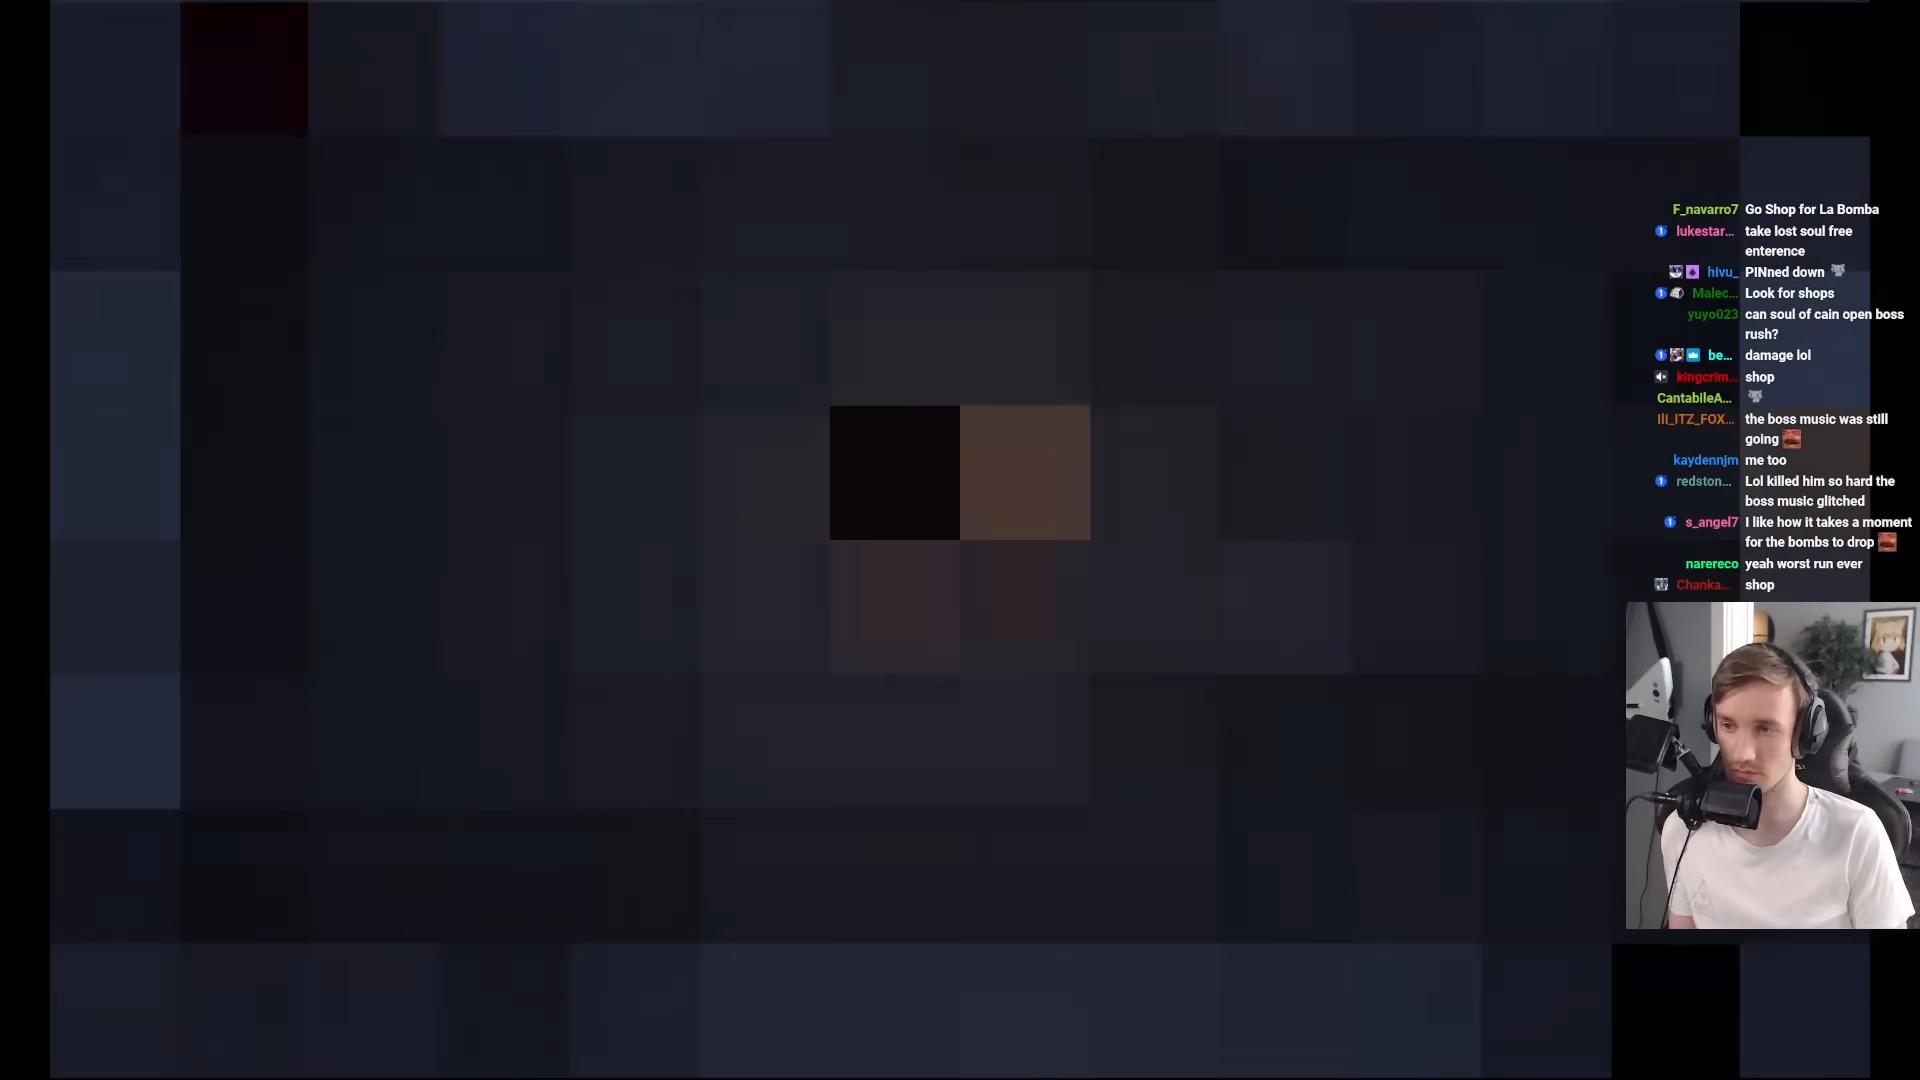 F_navarro7 Go Shop for La Bomba
lukestar... take lost soul free
enterence
hivu_ PINned down
Malec... Look for shops
yuyo023 can soul of cain open boss
rush?
be... damage lol
kingcrim... shop
CantabileA...
IlI_ITZ_FOX... the boss music was still
going
kaydennjm me too
redston... Lol killed him so hard the
boss music glitched
s_angel7 I like how it takes a moment
for the bombs to drop
narereco yeah worst run ever
Chanka... shop